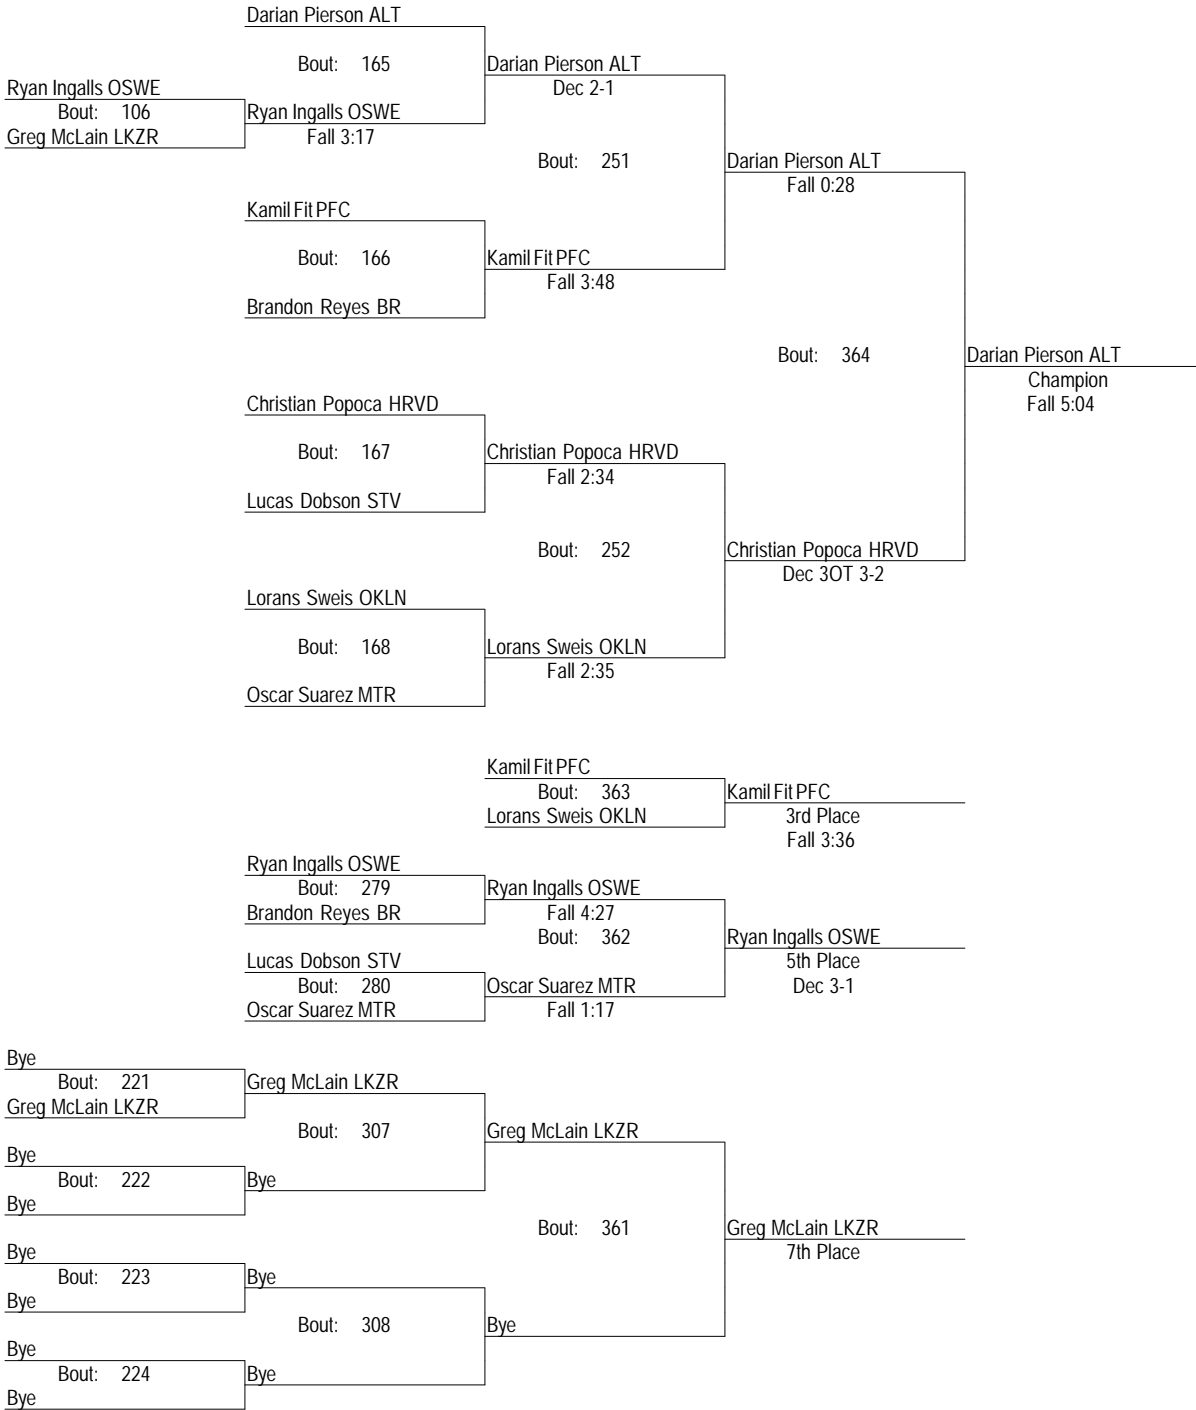 Darian Pierson ALT
Bout: 165
Darian Pierson ALT
Dec 2-1
Ryan Ingalls OSWE
Bout: 106
Ryan Ingalls OSWE
Greg McLain LKZR
Fall 3:17
Bout: 251
Darian Pierson ALT
Fall 0:28
Kamil Fit PFC
Bout: 166
Kamil Fit PFC
Fall 3:48
Brandon Reyes BR
Bout: 364
Darian Pierson ALT
Champion
Fall 5:04
Christian Popoca HRVD
Bout: 167
Christian Popoca HRVD
Fall 2:34
Lucas Dobson STV
Bout: 252
Christian Popoca HRVD
Dec 3OT 3-2
Lorans Sweis OKLN
Bout: 168
Lorans Sweis OKLN
Fall 2:35
Oscar Suarez MTR
Kamil Fit PFC
Bout: 363
Kamil Fit PFC
Lorans Sweis OKLN
3rd Place
Fall 3:36
Ryan Ingalls OSWE
Bout: 279
Ryan Ingalls OSWE
Brandon Reyes BR
Fall 4:27
Bout: 362
Ryan Ingalls OSWE
5th Place
Dec 3-1
Lucas Dobson STV
Bout: 280
Oscar Suarez MTR
Oscar Suarez MTR
Fall 1:17
Bye
Bout: 221
Greg McLain LKZR
Greg McLain LKZR
Bout: 307
Greg McLain LKZR
Bye
Bout: 222
Bye
Bye
Bout: 361
Greg McLain LKZR
7th Place
Bye
Bout: 223
Bye
Bye
Bout: 308
Bye
Bye
Bout: 224
Bye
Bye